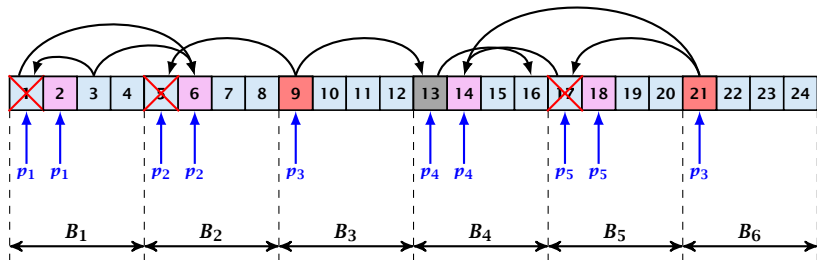 1 2 3 4 5 6 7 8 9 10 11 12 13 14 15 16 17 18 19 20 21 22 23 24
p₁ p₁ p₂ p₂ p₃ p₄ p₄ p₅ p₅ p₃
B₁ B₂ B₃ B₄ B₅ B₆